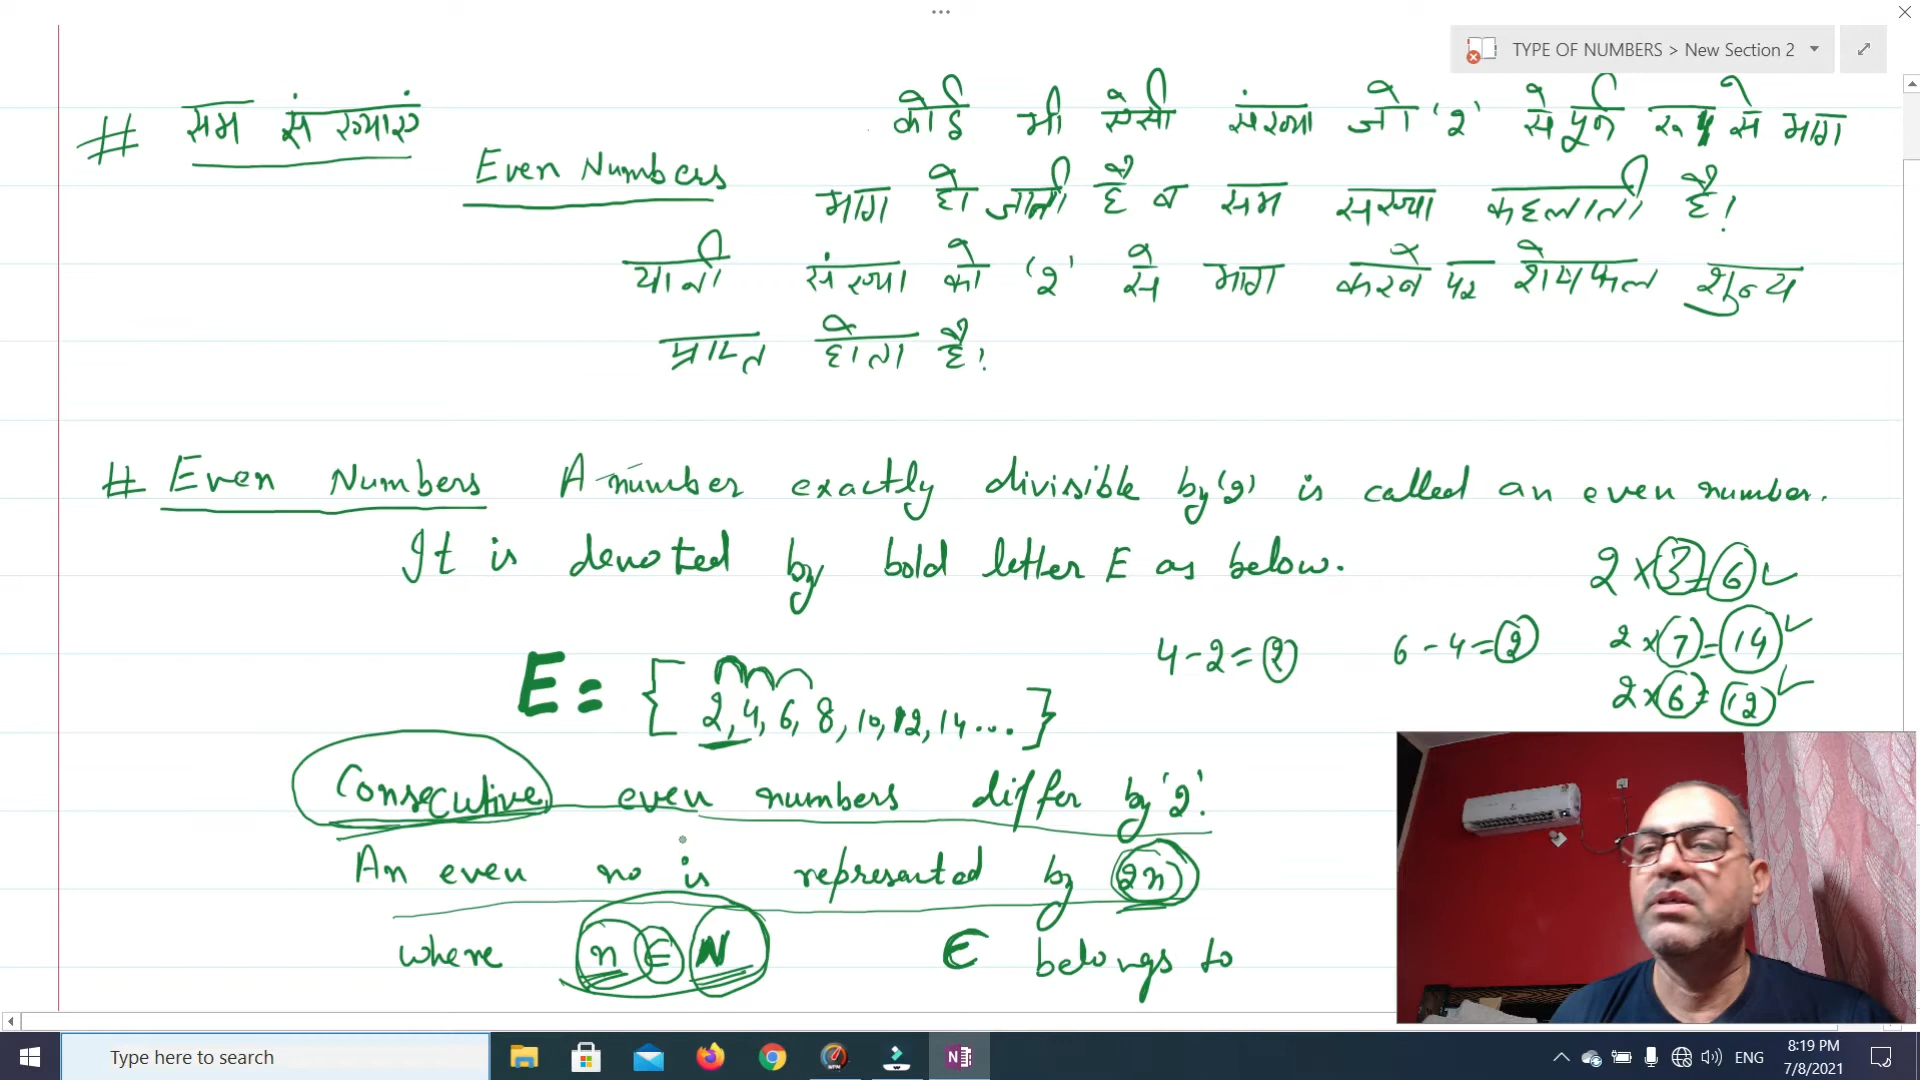 TYPE OF NUMBERS > New Section 2
# सम संख्याए
Even Numbers
कोई भी ऐसी संख्या जो '2' से पूर्न रूप से भाग
भाग हो जाती है व सम सख्या कहलाती है।
यानी संख्या को '2' से भाग करने पर शेषफल शुन्य
प्राप्त होता है।
# Even Numbers A number exactly divisible by '2' is called an even number.
It is denoted by bold letter E as below.
2 × 3 = 6 ✓
4 - 2 = 2 6 - 4 = 2 2 × 7 = 14 ✓
2 × 6 = 12 ✓
E = { 2, 4, 6, 8, 10, 12, 14 ... }
Consecutive even numbers differ by '2'.
An even no is represented by 2n
where n ∈ N ∈ belongs to
Type here to search
ENG
8:19 PM
7/8/2021